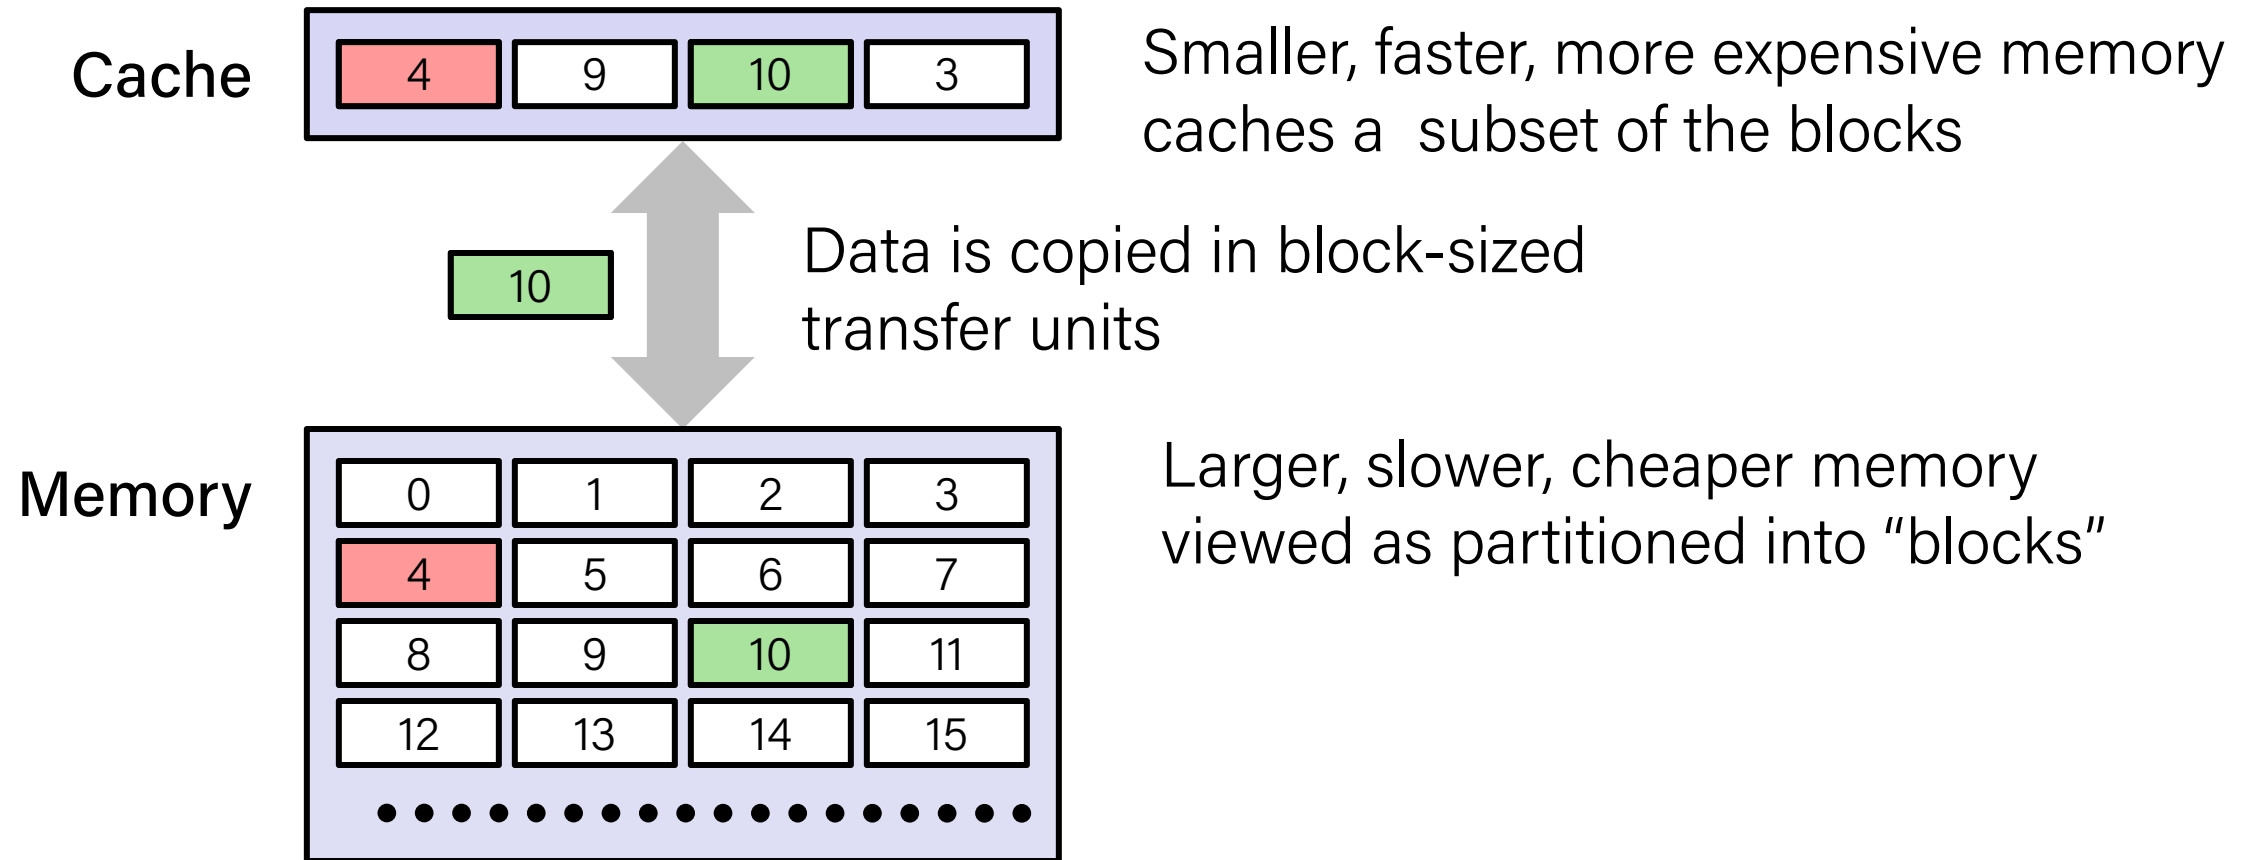 Cache
4 9 10 3
Smaller, faster, more expensive memory
caches a  subset of the blocks
10
Data is copied in block-sized
transfer units
Memory
0 1 2 3
4 5 6 7
8 9 10 11
12 13 14 15
Larger, slower, cheaper memory
viewed as partitioned into “blocks”